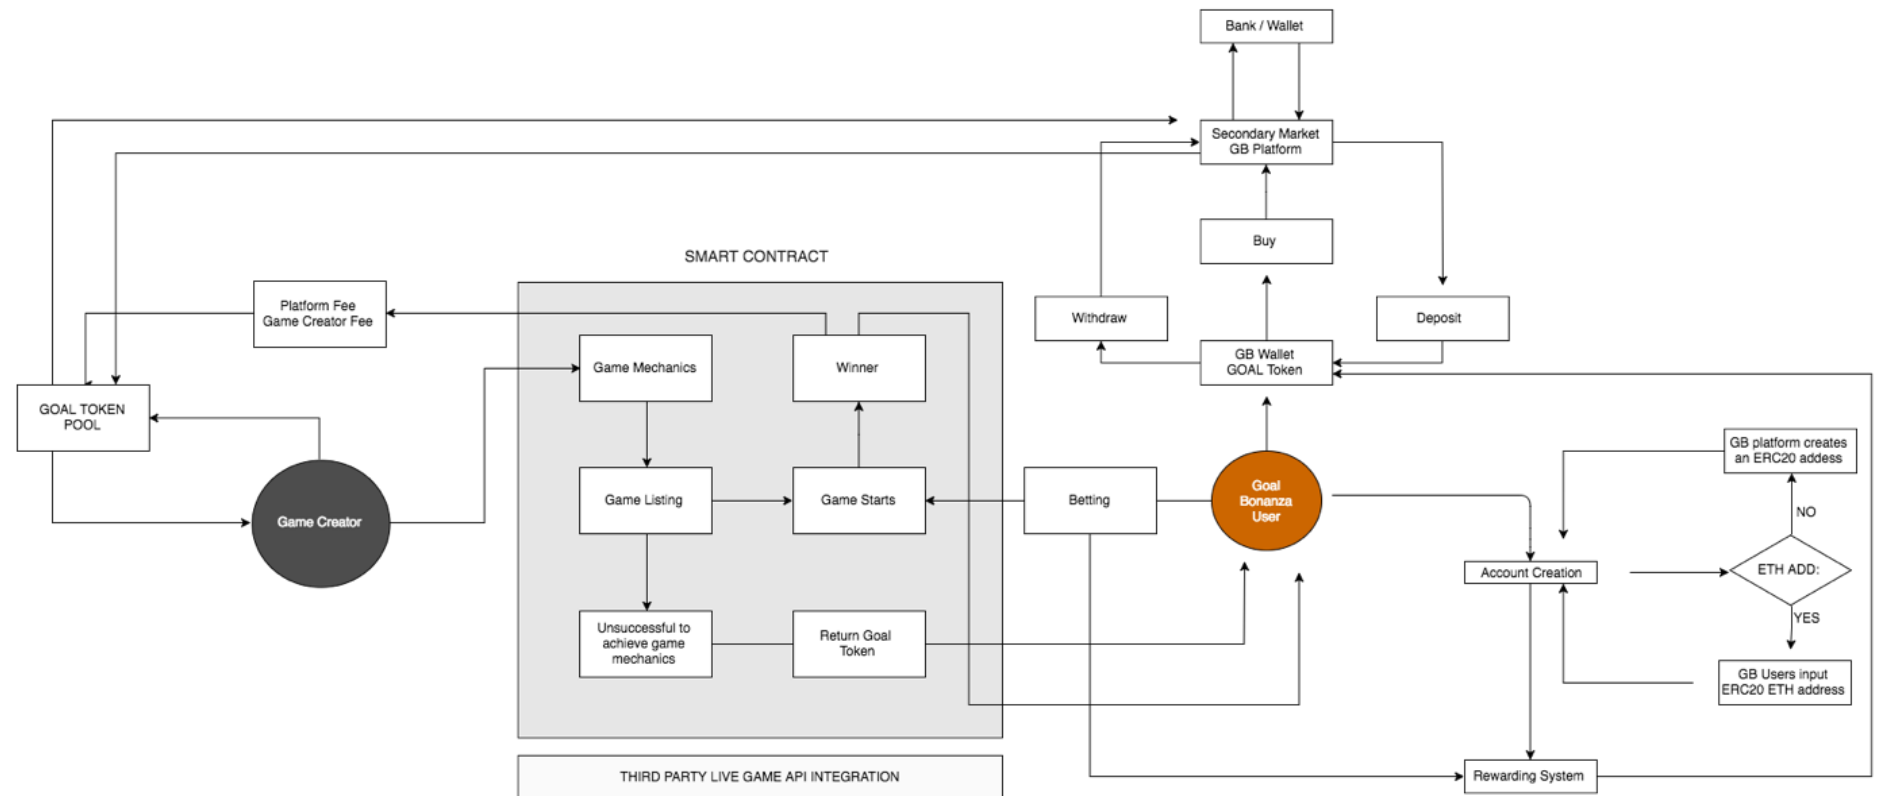 Bank / Wallet
Secondary Market
GB Platform
Buy
SMART CONTRACT
Platform Fee
Game Creator Fee
Withdraw
Deposit
Game Mechanics
Winner
GB Wallet
GOAL Token
GOAL TOKEN
POOL
GB platform creates
an ERC20 addess
Game Creator
Game Listing
Game Starts
Betting
Goal
Bonanza
User
NO
Account Creation
ETH ADD:
YES
Unsuccessful to
achieve game
mechanics
Return Goal
Token
GB Users input
ERC20 ETH address
THIRD PARTY LIVE GAME API INTEGRATION
Rewarding System